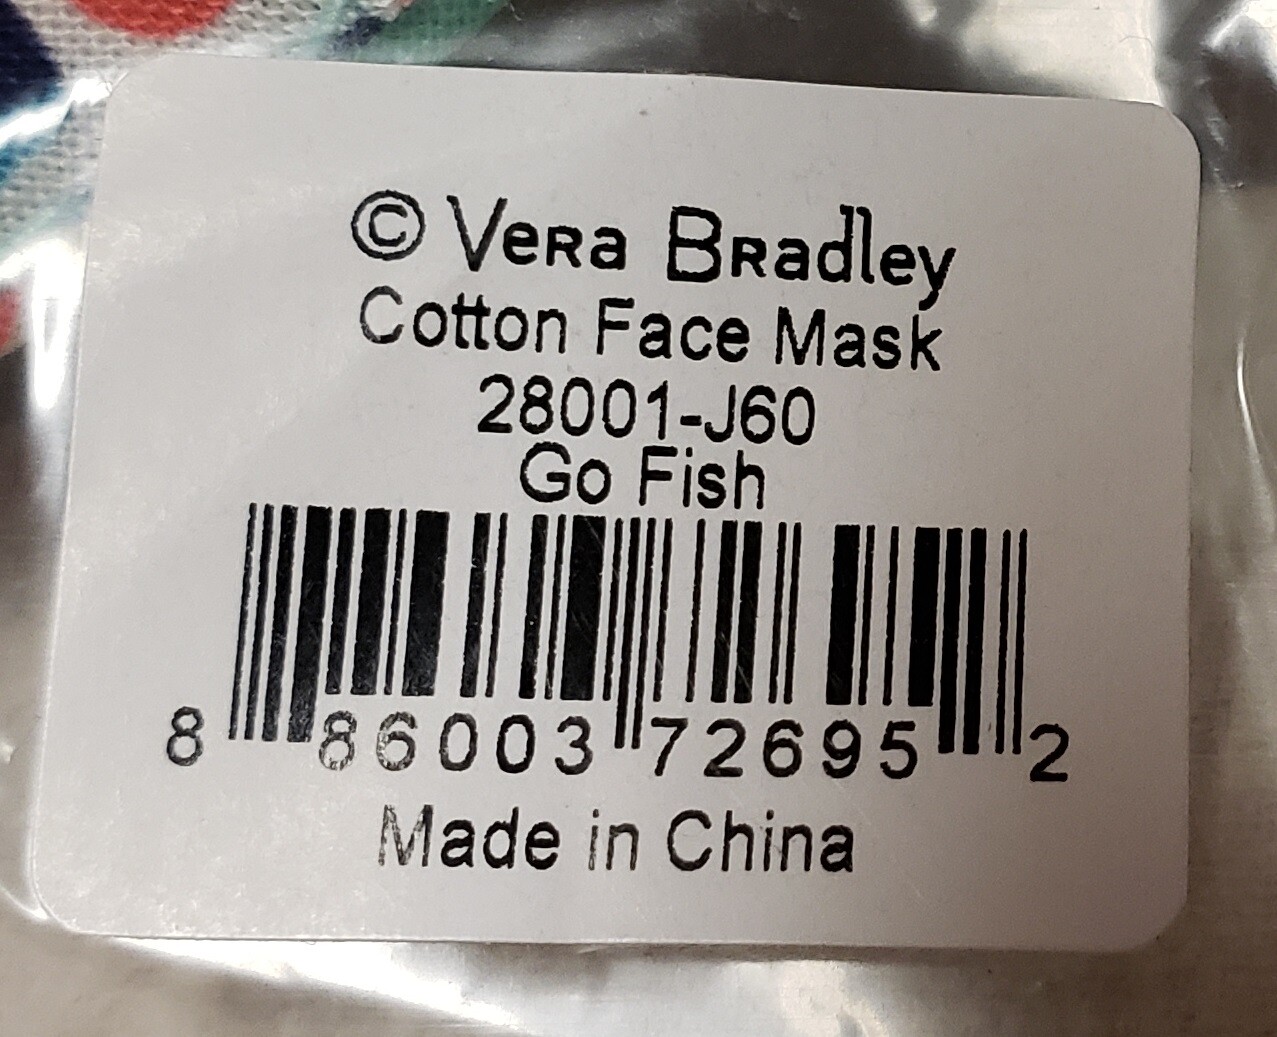 © Vera Bradley
Cotton Face Mask
28001-J60
Go Fish
8 86003 72695 2
Made in China